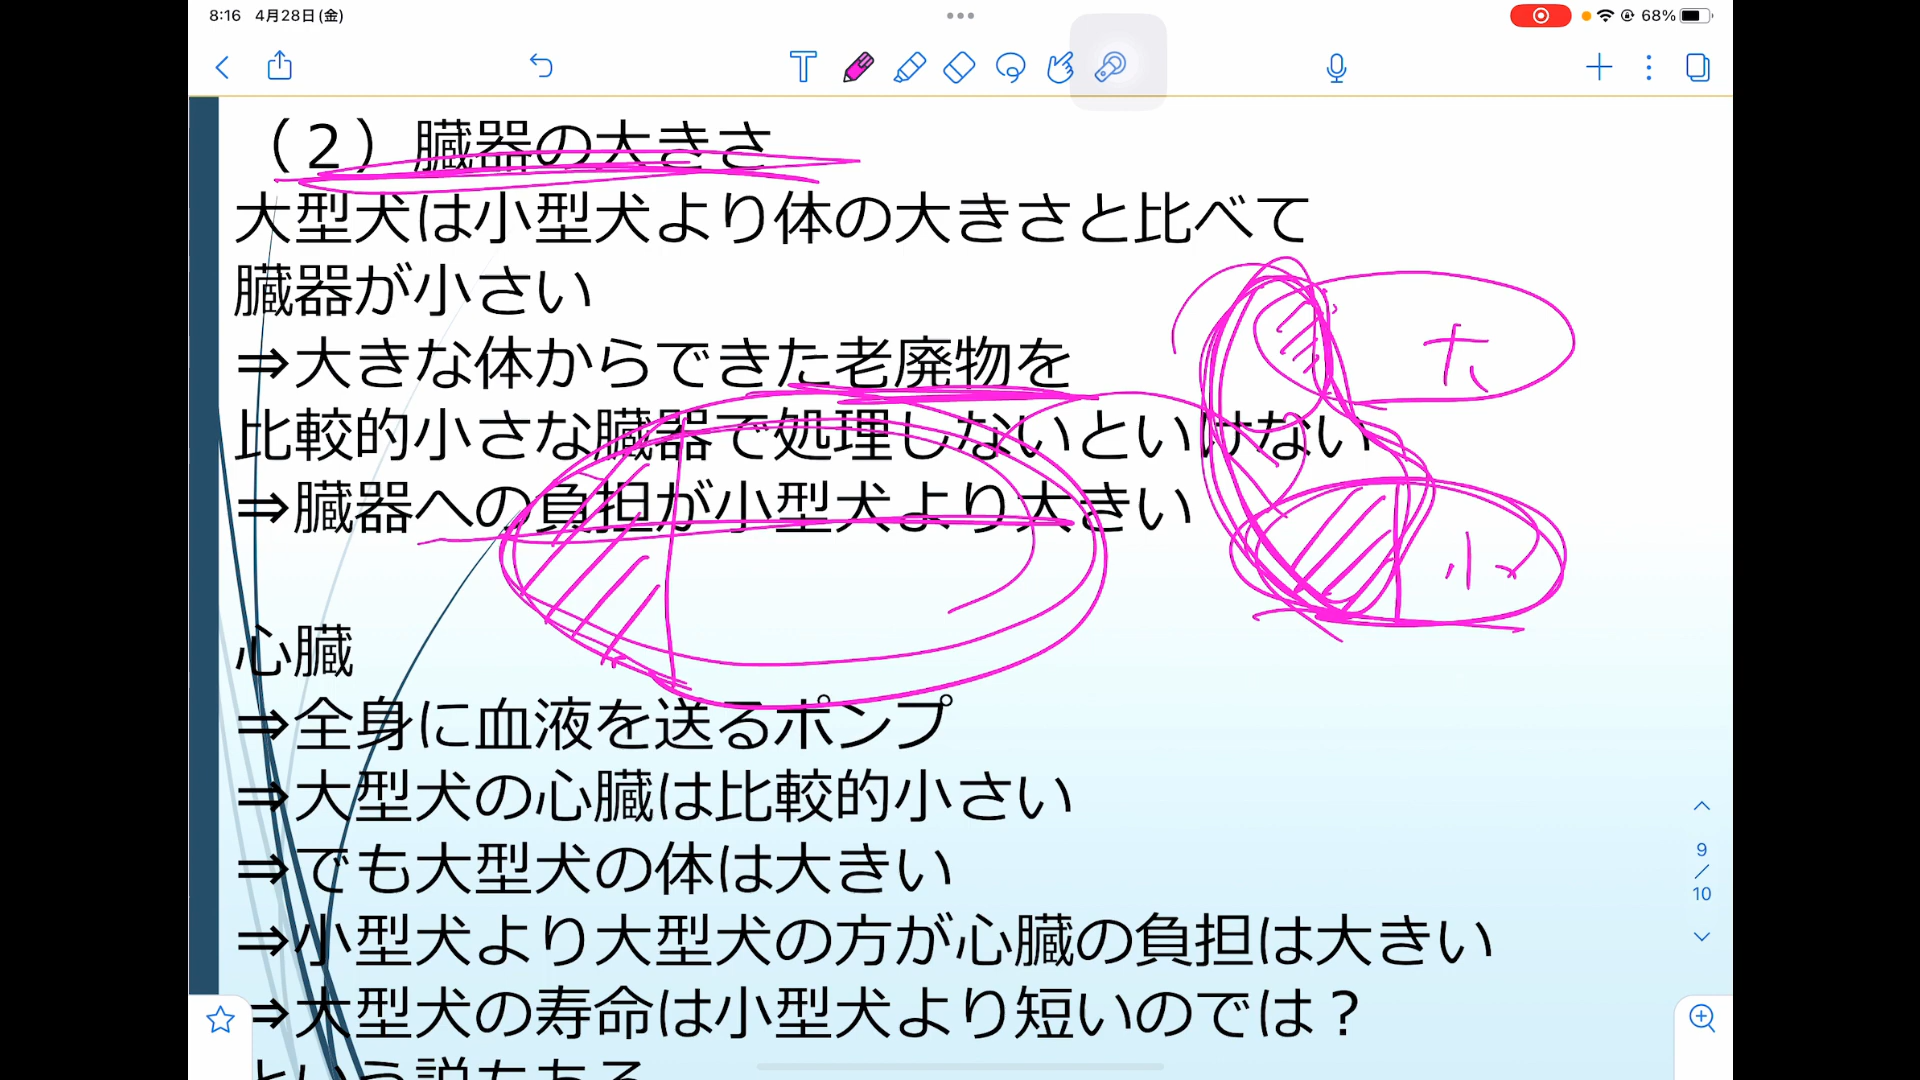 8:16 4月28日(金)
68%
（２）臓器の大きさ
大型犬は小型犬より体の大きさと比べて
臓器が小さい
⇒大きな体からできた老廃物を
比較的小さな臓器で処理しないといけない
⇒臓器への負担が小型犬より大きい
大
小
心臓
⇒全身に血液を送るポンプ
⇒大型犬の心臓は比較的小さい
⇒でも大型犬の体は大きい
⇒小型犬より大型犬の方が心臓の負担は大きい
⇒大型犬の寿命は小型犬より短いのでは？
という説もある
9
/
10